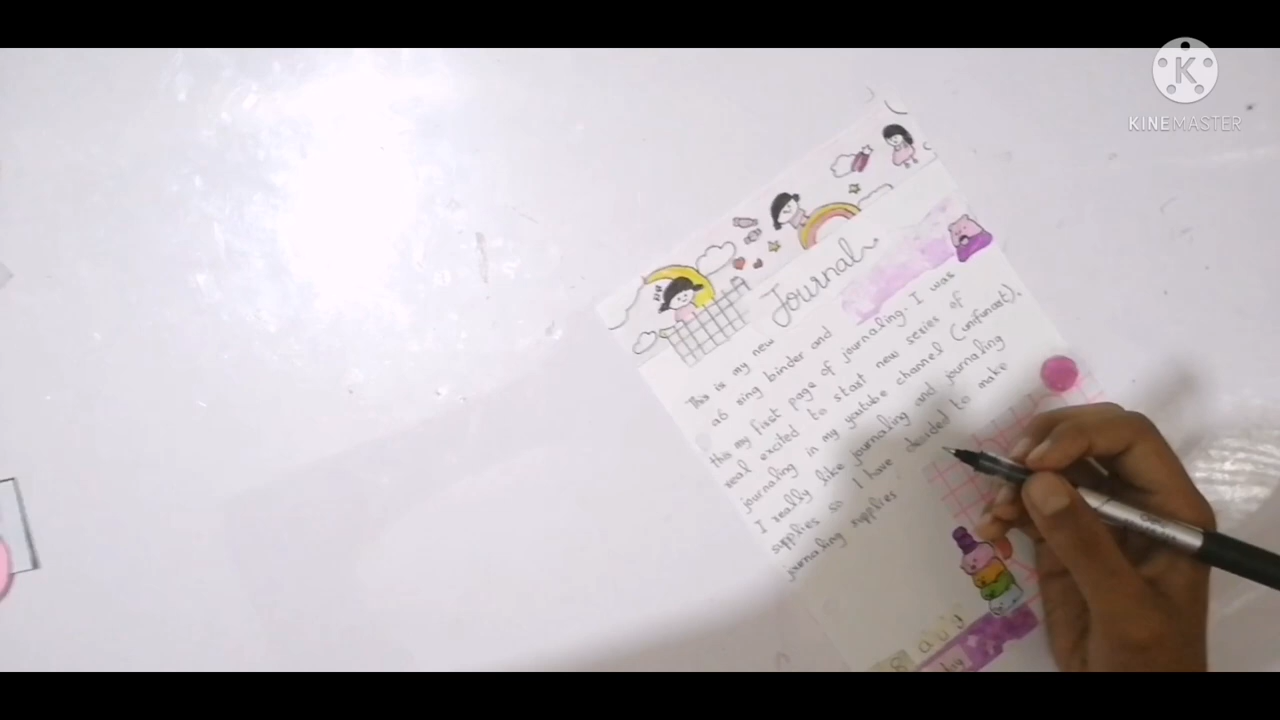 KINEMASTER
Journal
This is my new
a6 ring binder and
this my first page of journaling. I was
real excited to start new series of
journaling in my youtube channel (unifunart).
I really like journaling and journaling
supplies so I have decided to make
journaling supplies